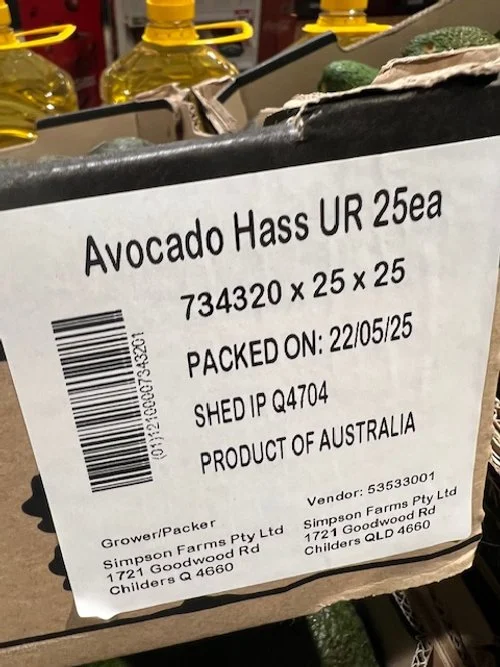 Avocado Hass UR 25ea
734320 x 25 x 25
PACKED ON: 22/05/25
SHED IP Q4704
PRODUCT OF AUSTRALIA
(01)12100007343201
Grower/Packer
Simpson Farms Pty Ltd
1721 Goodwood Rd
Childers Q 4660
Vendor: 53533001
Simpson Farms Pty Ltd
1721 Goodwood Rd
Childers QLD 4660